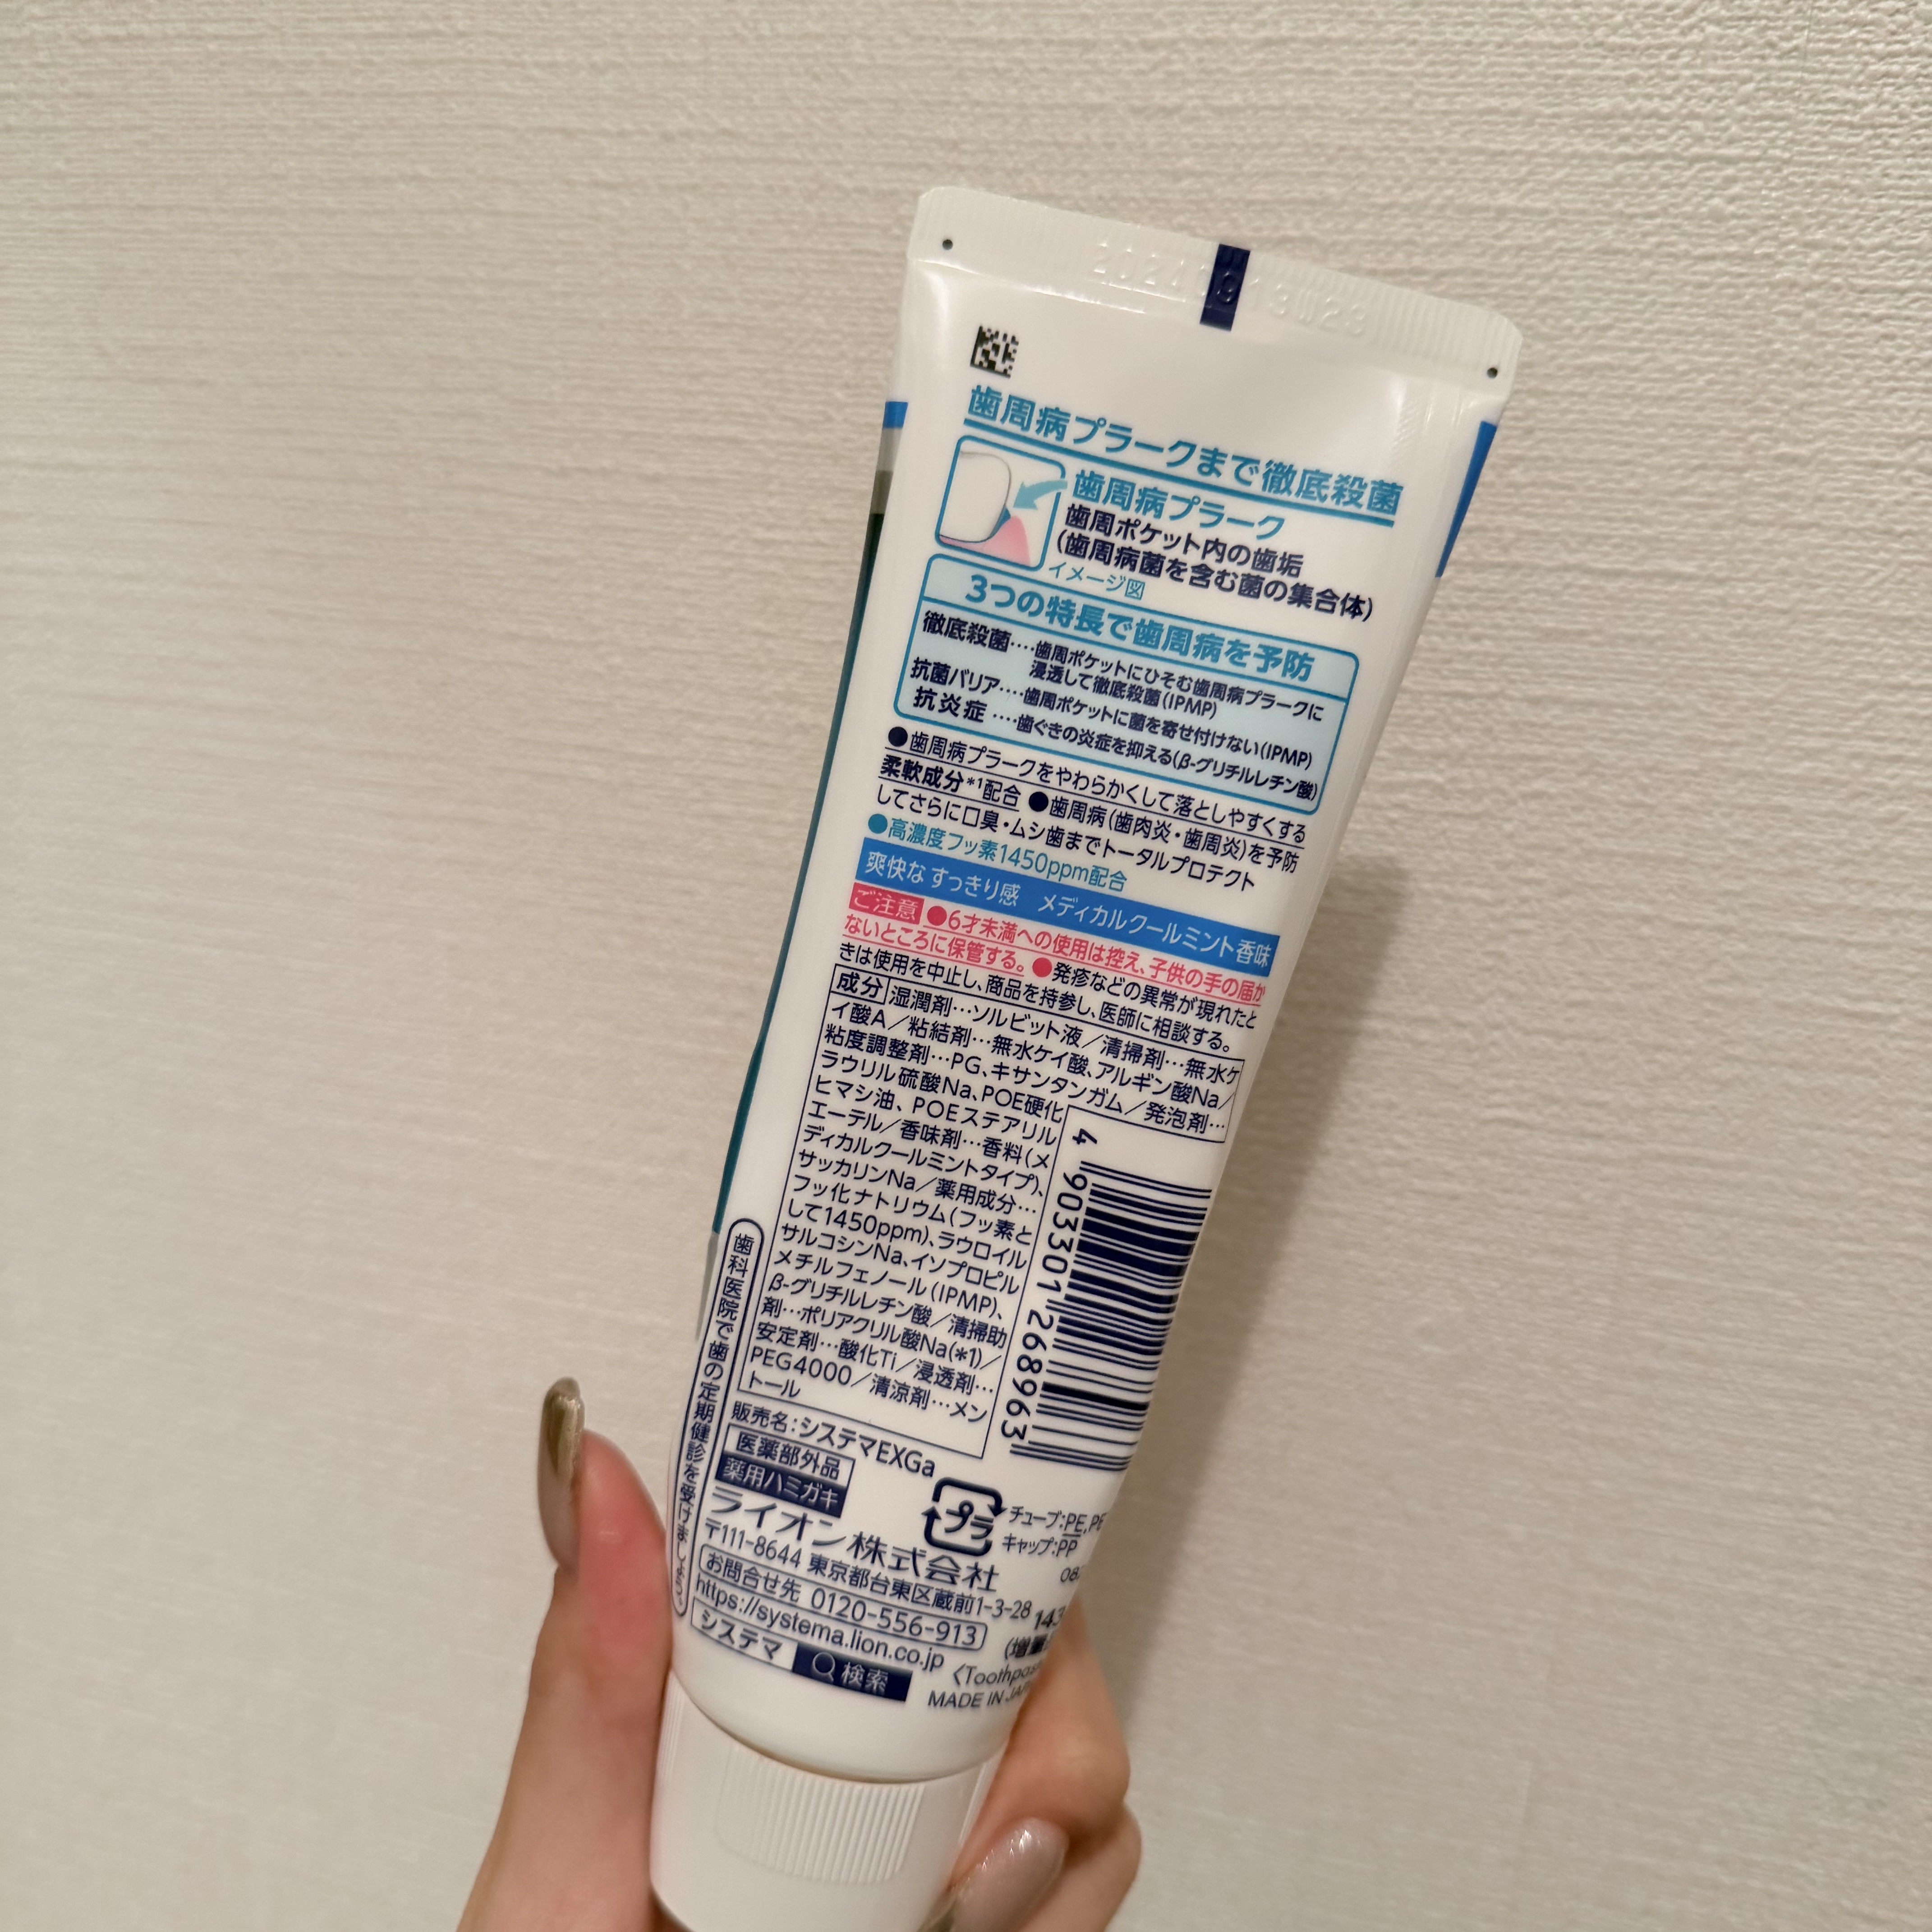 歯周病プラークまで徹底殺菌
歯周病プラーク
歯周ポケット内の歯垢
(歯周病菌を含む菌の集合体)
イメージ図
3つの特長で歯周病を予防
徹底殺菌‥‥歯周ポケットにひそむ歯周病プラークに
浸透して徹底殺菌(IPMP)
抗菌バリア‥‥歯周ポケットに菌を寄せ付けない(IPMP)
抗炎症‥‥歯ぐきの炎症を抑える(β-グリチルレチン酸)
●歯周病プラークをやわらかくして落としやすくする
柔軟成分*1配合 ●歯周病(歯肉炎・歯周炎)を予防
してさらに口臭・ムシ歯までトータルプロテクト
●高濃度フッ素1450ppm配合
爽快な すっきり感 メディカルクールミント香味
ご注意 ●6才未満への使用は控え、子供の手の届か
ないところに保管する。●発疹などの異常が現れたと
きは使用を中止し、商品を持参し、医師に相談する。
成分 湿潤剤…ソルビット液/清掃剤…無水ケ
イ酸A/粘結剤…無水ケイ酸、アルギン酸Na/
粘度調整剤…PG、キサンタンガム/発泡剤…
ラウリル硫酸Na、POE硬化
ヒマシ油、POEステアリル
エーテル/香味剤…香料(メ
ディカルクールミントタイプ)、
サッカリンNa/薬用成分…
フッ化ナトリウム(フッ素と
して1450ppm)、ラウロイル
サルコシンNa、イソプロピル
メチルフェノール(IPMP)、
β-グリチルレチン酸/清掃助
剤…ポリアクリル酸Na(*1)/
安定剤…酸化Ti/浸透剤…
PEG4000/清涼剤…メン
トール
4 903301 268963
歯科医院で歯の定期健診を受けましょう。
販売名:システマEXGa
医薬部外品
薬用ハミガキ
プラ
チューブ:PE,
キャップ:PP
ライオン株式会社
〒111-8644 東京都台東区蔵前1-3-28
お問合せ先 0120-556-913
https://systema.lion.co.jp
システマ 検索
MADE IN